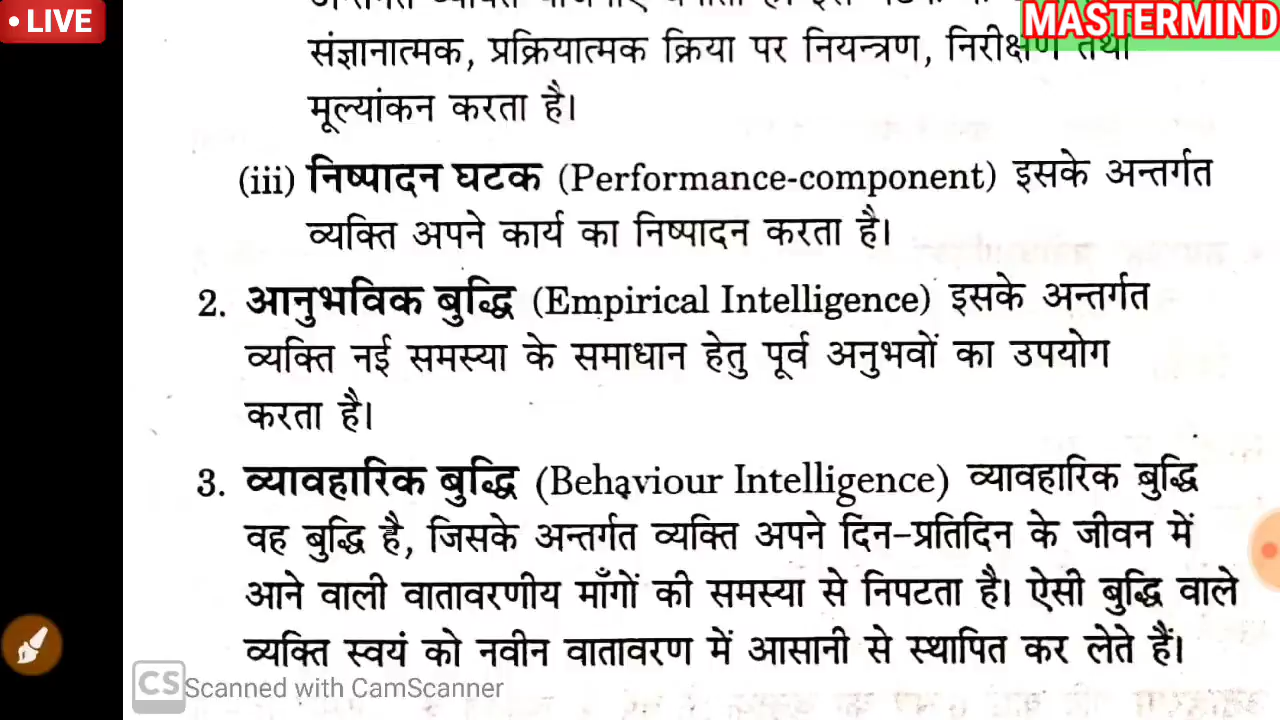 • LIVE
MASTERMIND
संज्ञानात्मक, प्रक्रियात्मक क्रिया पर नियन्त्रण, निरीक्षण तथा
मूल्यांकन करता है।
(iii) निष्पादन घटक (Performance-component) इसके अन्तर्गत
व्यक्ति अपने कार्य का निष्पादन करता है।
2. आनुभविक बुद्धि (Empirical Intelligence) इसके अन्तर्गत
व्यक्ति नई समस्या के समाधान हेतु पूर्व अनुभवों का उपयोग
करता है।
3. व्यावहारिक बुद्धि (Behaviour Intelligence) व्यावहारिक बुद्धि
वह बुद्धि है, जिसके अन्तर्गत व्यक्ति अपने दिन-प्रतिदिन के जीवन में
आने वाली वातावरणीय माँगों की समस्या से निपटता है। ऐसी बुद्धि वाले
व्यक्ति स्वयं को नवीन वातावरण में आसानी से स्थापित कर लेते हैं।
CS Scanned with CamScanner